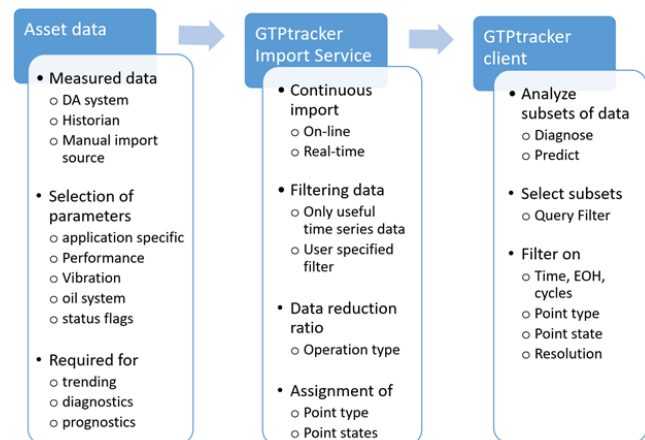 Asset data
• Measured data
o DA system
o Historian
o Manual import
source
• Selection of
parameters
o application specific
o Performance
o Vibration
o oil system
o status flags
• Required for
o trending
o diagnostics
o prognostics
GTPtracker
Import Service
• Continuous
import
o On-line
o Real-time
• Filtering data
o Only useful
time series data
o User specified
filter
• Data reduction
ratio
o Operation type
• Assignment of
o Point type
o Point states
GTPtracker
client
• Analyze
subsets of data
o Diagnose
o Predict
• Select subsets
o Query Filter
• Filter on
o Time, EOH,
cycles
o Point type
o Point state
o Resolution